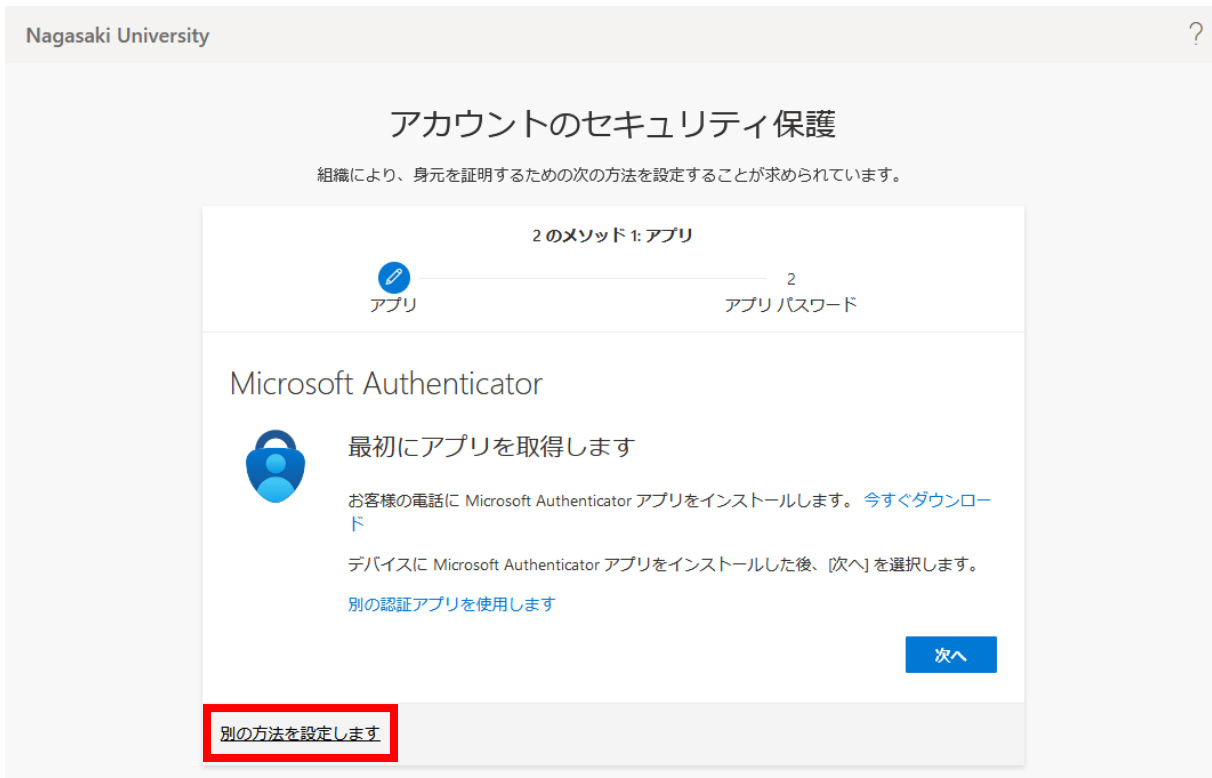 Nagasaki University
?
アカウントのセキュリティ保護
組織により、身元を証明するための次の方法を設定することが求められています。
2 のメソッド 1: アプリ
2
アプリ
アプリ パスワード
Microsoft Authenticator
最初にアプリを取得します
お客様の電話に Microsoft Authenticator アプリをインストールします。 今すぐダウンロー
ド
デバイスに Microsoft Authenticator アプリをインストールした後、[次へ] を選択します。
別の認証アプリを使用します
次へ
別の方法を設定します